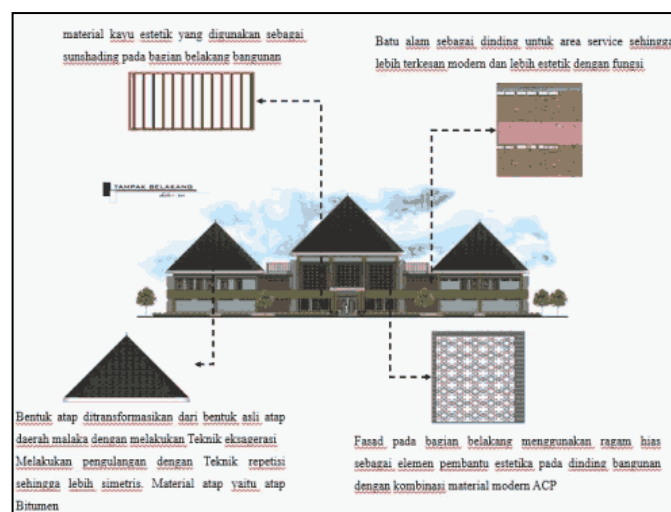 material kayu estetik yang digunakan sebagai
sunshading pada bagian belakang bangunan
Batu alam sebagai dinding untuk area service sehingga
lebih terkesan modern dan lebih estetik dengan fungsi
TAMPAK BELAKANG
Bentuk atap ditransformasikan dari bentuk asli atap
daerah malaka dengan melakukan Teknik eksagerasi
Melakukan pengulangan dengan Teknik repetisi
sehingga lebih simetris. Material atap yaitu atap
Bitumen
Fasad pada bagian belakang menggunakan ragam hias
sebagai elemen pembantu estetika pada dinding bangunan
dengan kombinasi material modern ACP